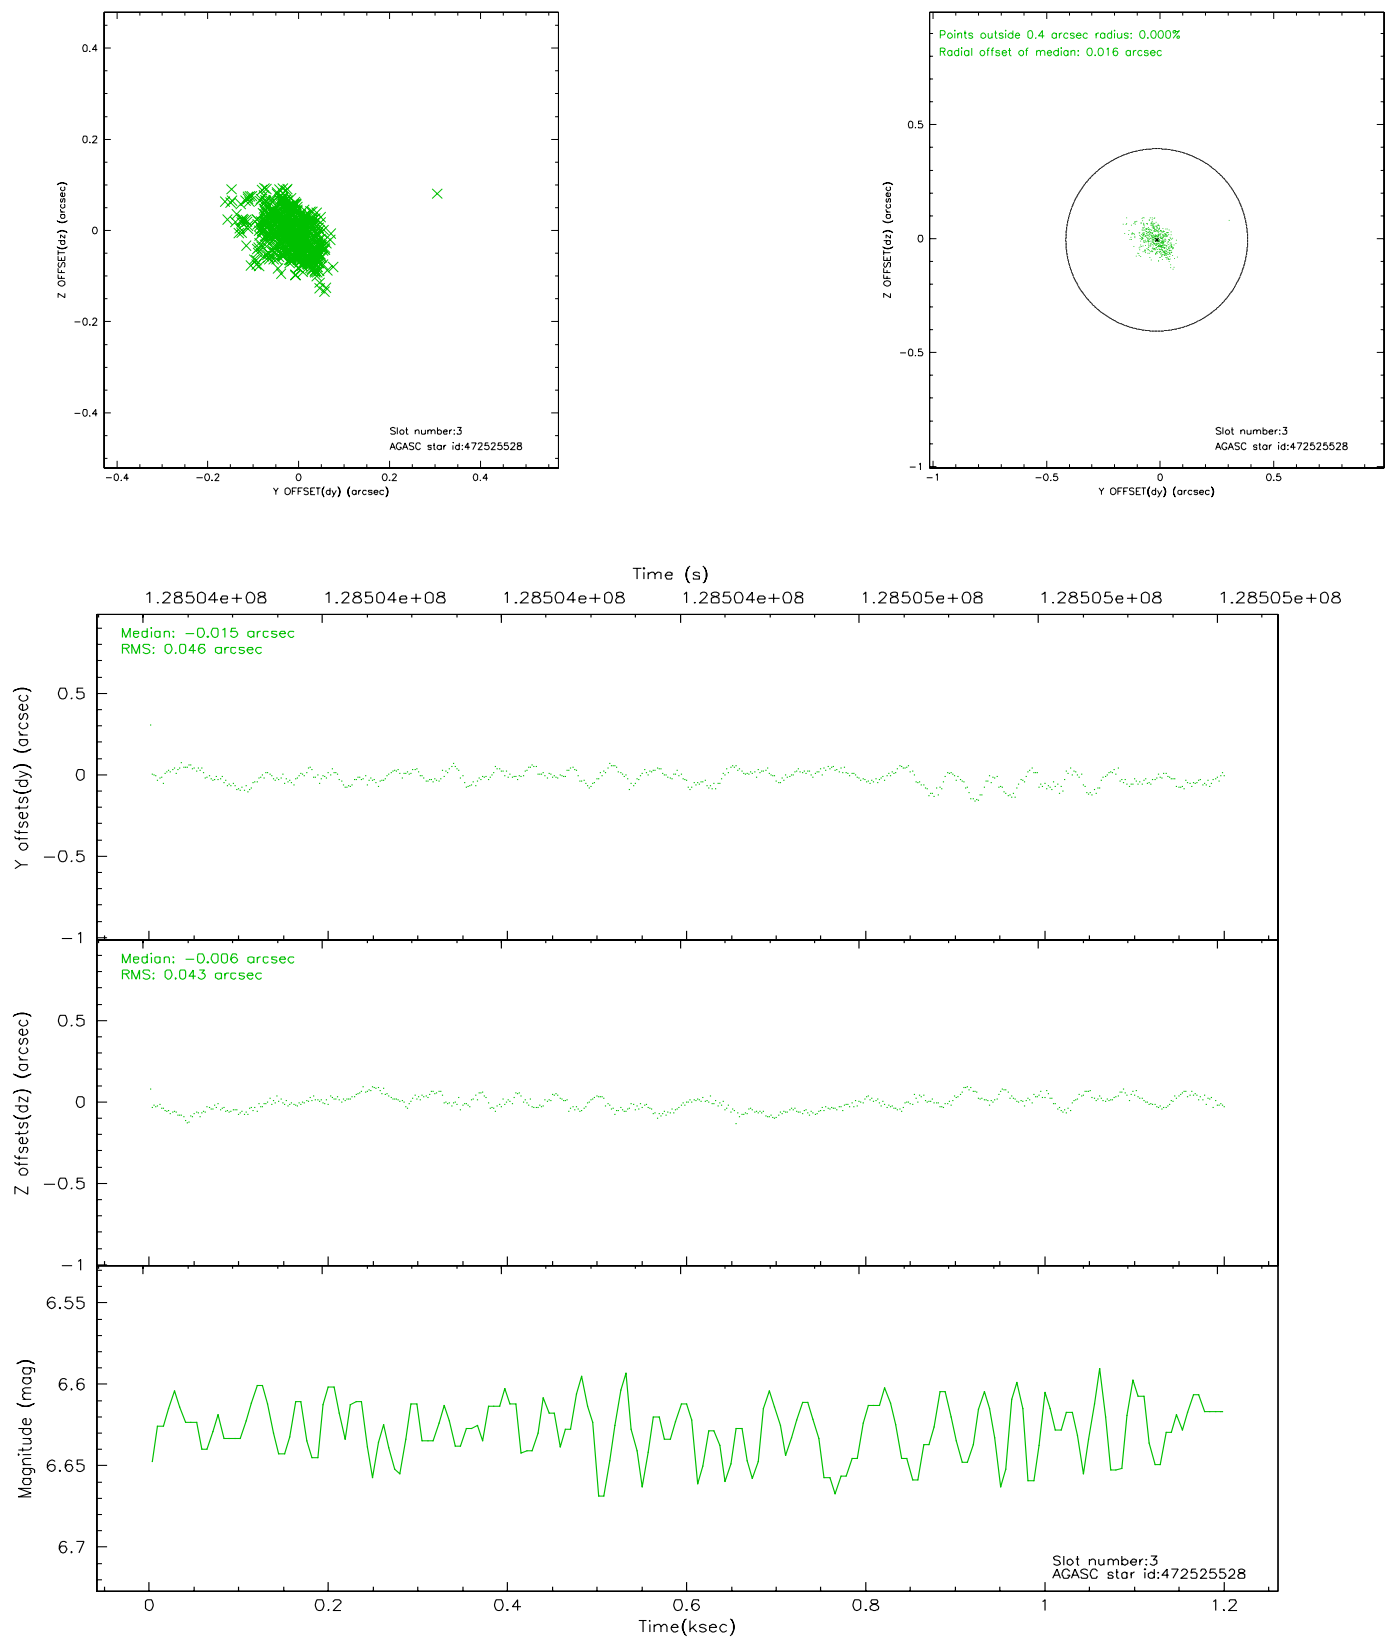 0.4
0.2
0
-0.2
-0.4
Z OFFSET(dz) (arcsec)
Slot number:3
AGASC star id:472525528
-0.4 -0.2 0 0.2 0.4
Y OFFSET(dy) (arcsec)
Points outside 0.4 arcsec radius: 0.000%
Radial offset of median: 0.016 arcsec
0.5
0
-0.5
-1
Z OFFSET(dz) (arcsec)
Slot number:3
AGASC star id:472525528
-1 -0.5 0 0.5
Y OFFSET(dy) (arcsec)
Time (s)
1.28504e+08 1.28504e+08 1.28504e+08 1.28504e+08 1.28505e+08 1.28505e+08 1.28505e+08
Median: -0.015 arcsec
RMS: 0.046 arcsec
0.5
0
-0.5
-1
Y offsets(dy) (arcsec)
Median: -0.006 arcsec
RMS: 0.043 arcsec
0.5
0
-0.5
-1
Z offsets(dz) (arcsec)
6.55
6.6
6.65
6.7
Magnitude (mag)
Slot number:3
AGASC star id:472525528
0 0.2 0.4 0.6 0.8 1 1.2
Time(ksec)